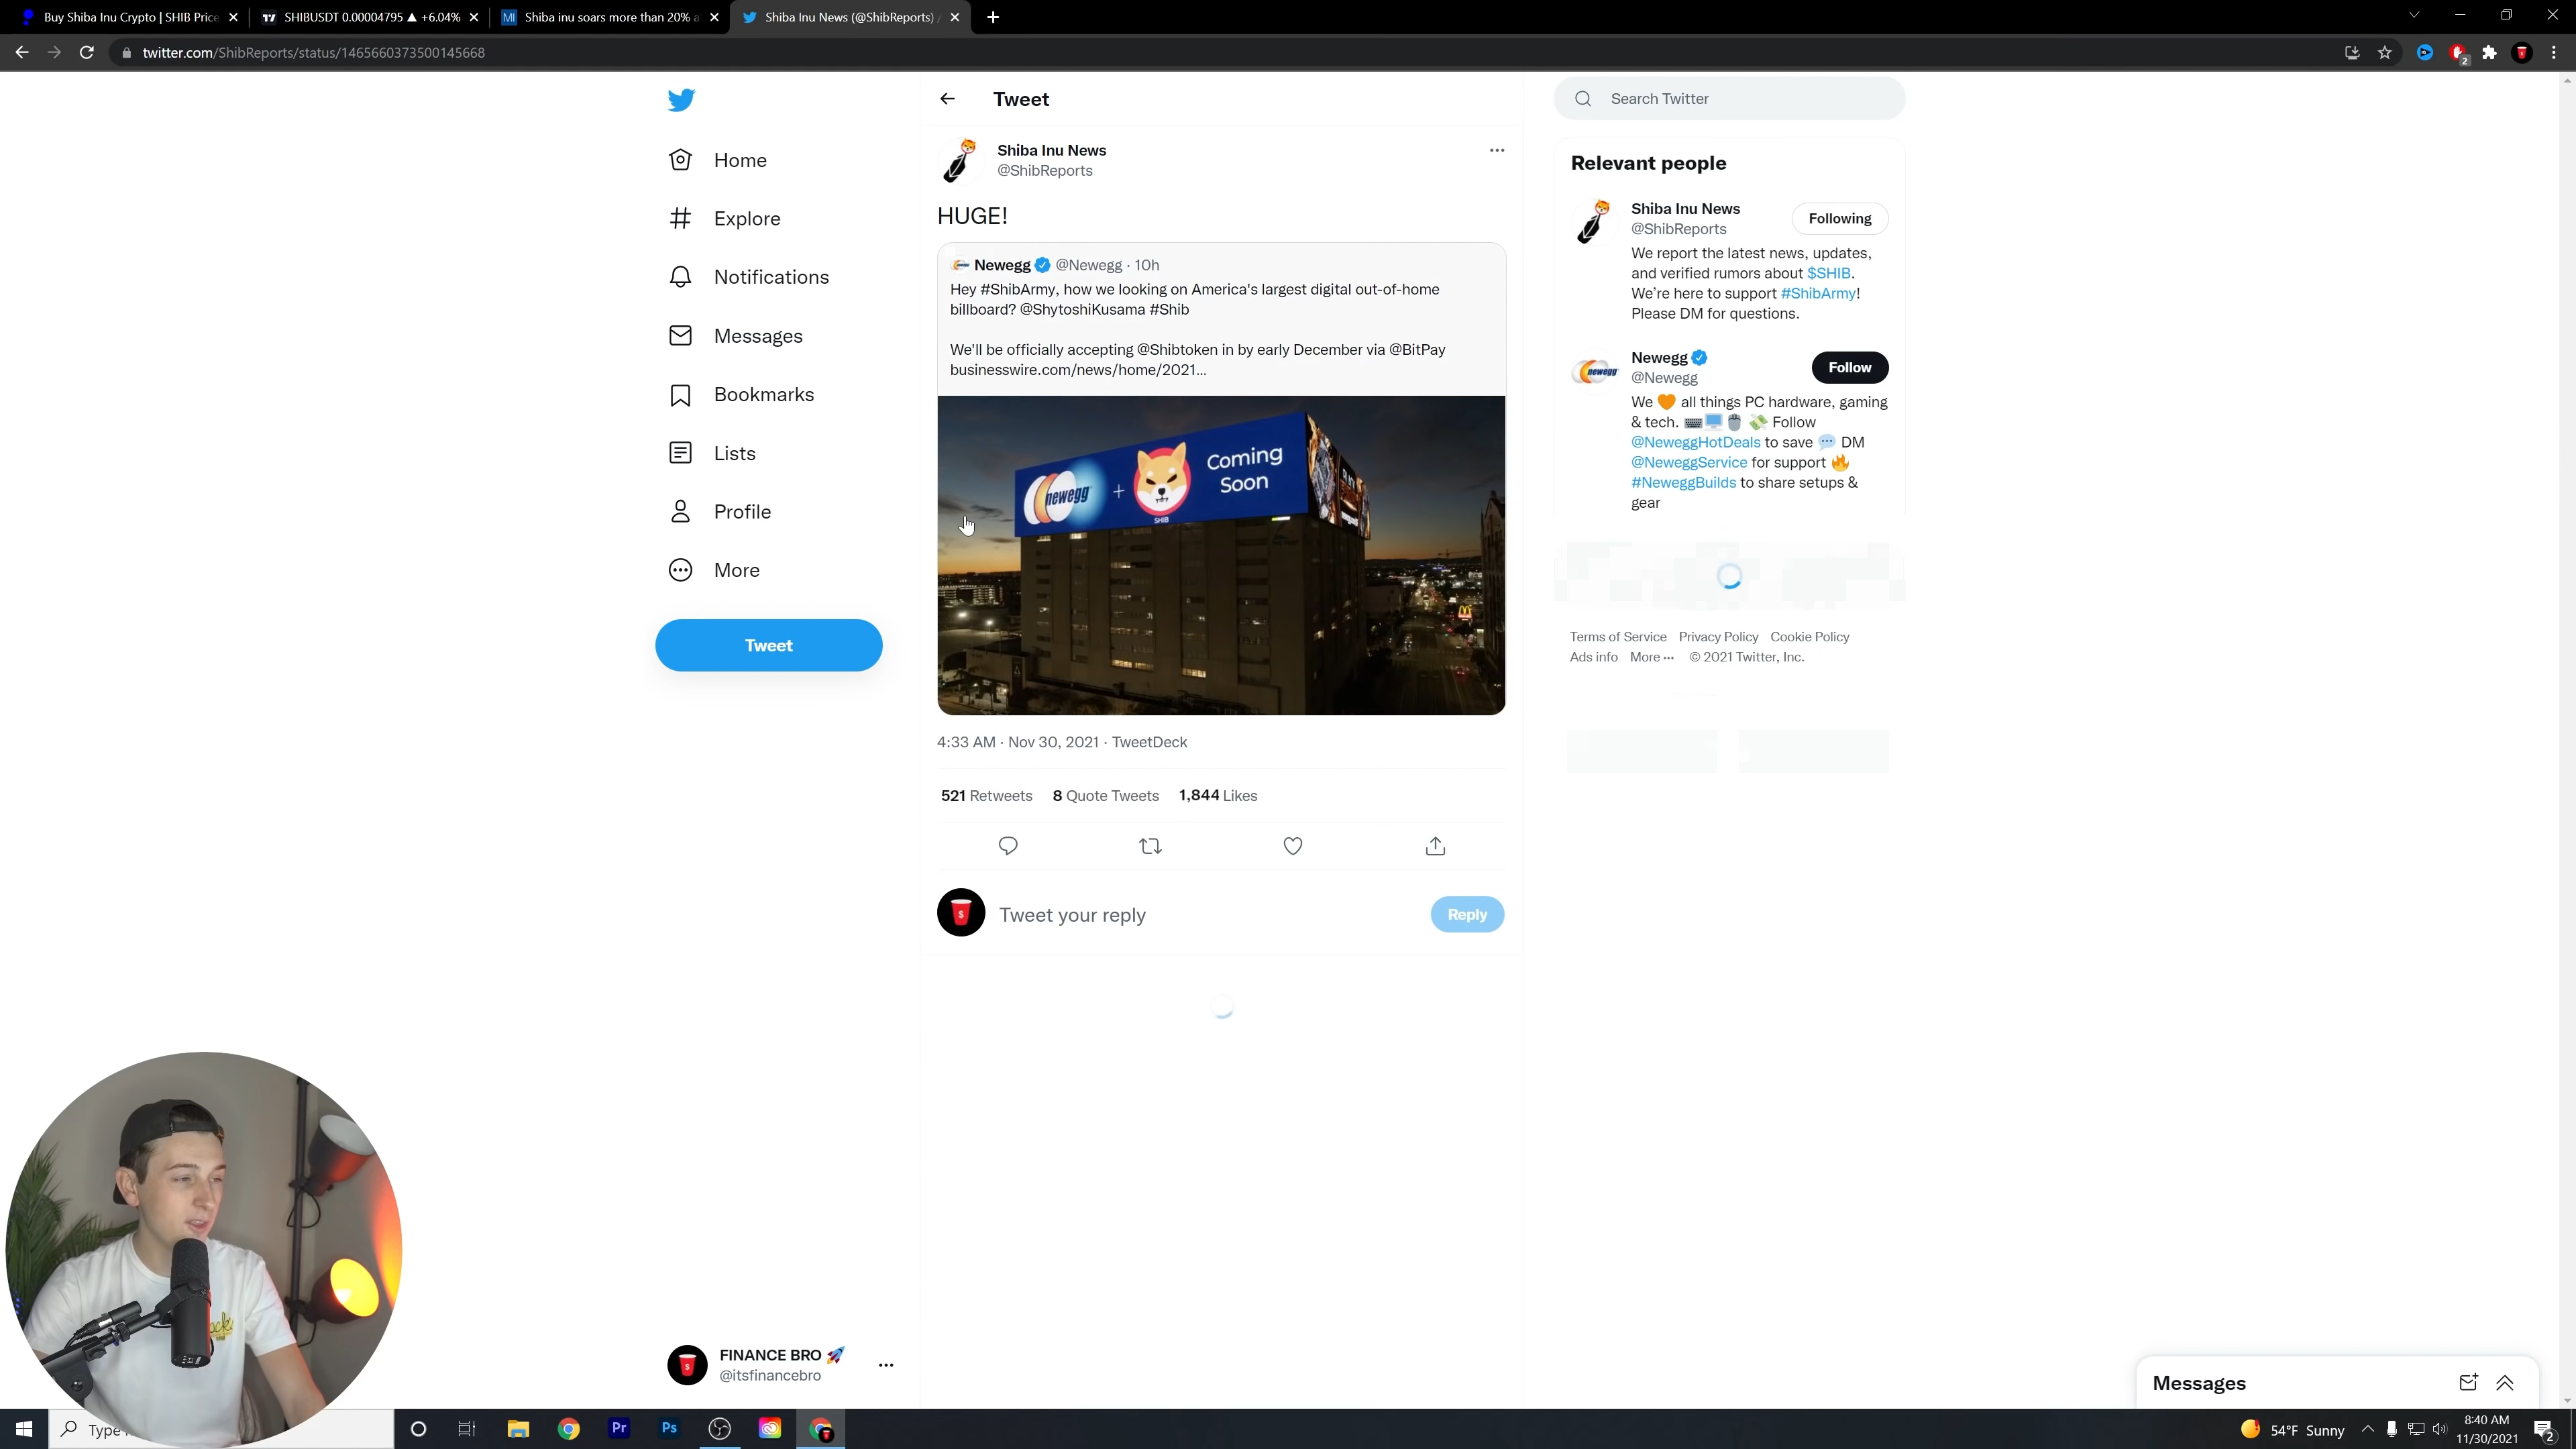 Buy Shiba Inu Crypto | SHIB Price
SHIBUSDT 0.00004795 ▲ +6.04%
Shiba inu soars more than 20% a
Shiba Inu News (@ShibReports) /
twitter.com/ShibReports/status/1465660373500145668
2
Home
Explore
Notifications
Messages
Bookmarks
Lists
Profile
More
Tweet
FINANCE BRO 🚀
@itsfinancebro
Tweet
Shiba Inu News
@ShibReports
HUGE!
Newegg @Newegg · 10h
Hey #ShibArmy, how we looking on America's largest digital out-of-home
billboard? @ShytoshiKusama #Shib
We'll be officially accepting @Shibtoken in by early December via @BitPay
businesswire.com/news/home/2021...
newegg + SHIB
Coming
Soon
4:33 AM · Nov 30, 2021 · TweetDeck
521 Retweets 8 Quote Tweets 1,844 Likes
Tweet your reply
Reply
Search Twitter
Relevant people
Shiba Inu News
@ShibReports
Following
We report the latest news, updates,
and verified rumors about $SHIB.
We're here to support #ShibArmy!
Please DM for questions.
Newegg
@Newegg
Follow
newegg
We 🧡 all things PC hardware, gaming
& tech. ⌨️🖥️🖱️ 💸 Follow
@NeweggHotDeals to save 💬 DM
@NeweggService for support 🔥
#NeweggBuilds to share setups &
gear
Terms of Service Privacy Policy Cookie Policy
Ads info More ··· © 2021 Twitter, Inc.
Messages
Type
Pr
Ps
54°F Sunny
8:40 AM
11/30/2021
2